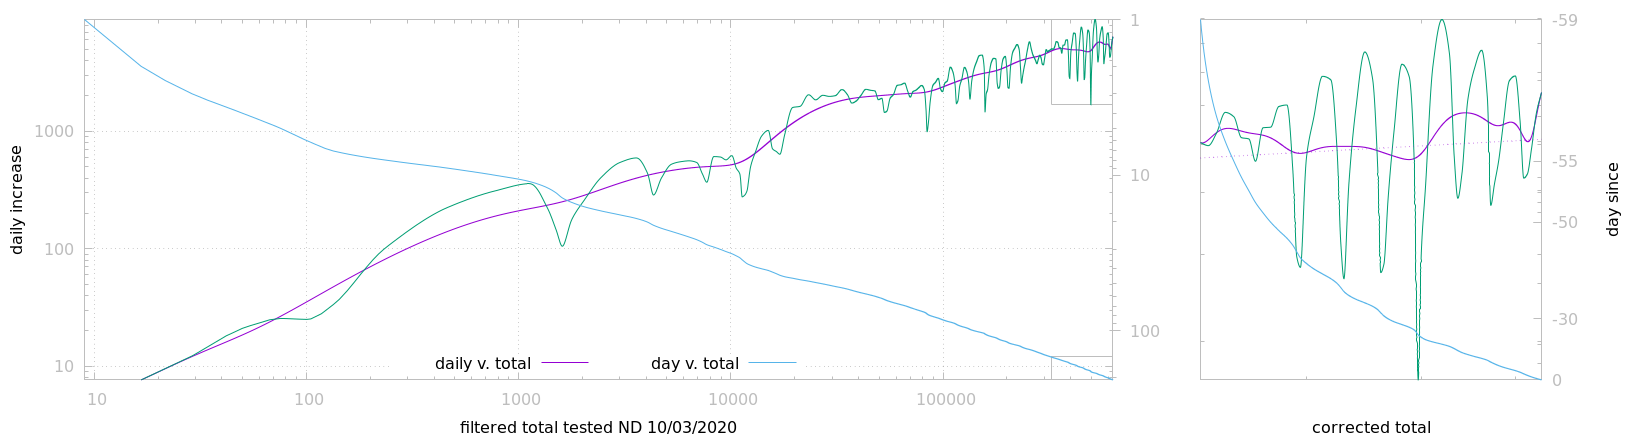 daily increase
1000
100
10
10
100
1000
10000
100000
1
10
100
daily v. total
day v. total
filtered total tested ND 10/03/2020
-59
-55
-50
-30
0
day since
corrected total